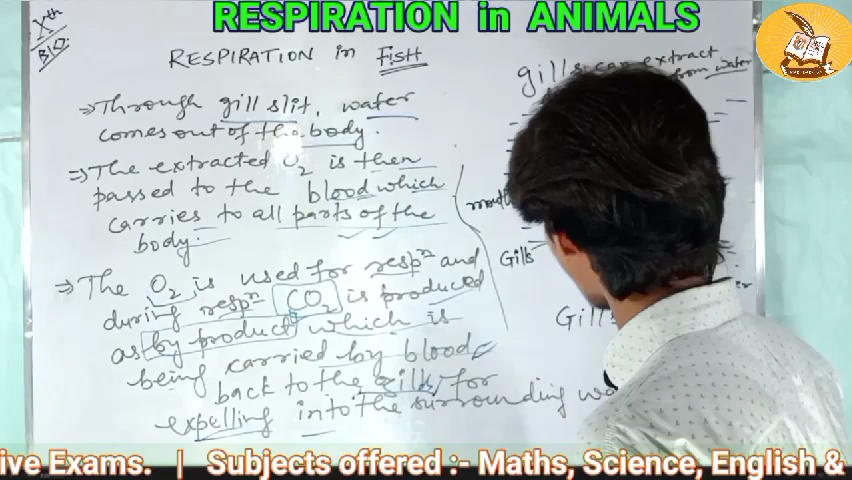 RESPIRATION in ANIMALS
Xth
BIO.
RESPIRATION in FISH
⇒ Through gill slit, water
comes out of the body.
⇒ The extracted O2 is then
passed to the blood which
carries to all parts of the
body.
⇒ The O2 is used for respn and
during respn CO2 is produced
as by product which is
being carried by blood
back to the gills for
expelling into the surrounding
gills can extract
from water
mouth
Gills
Gills
ive Exams. | Subjects offered :- Maths, Science, English &